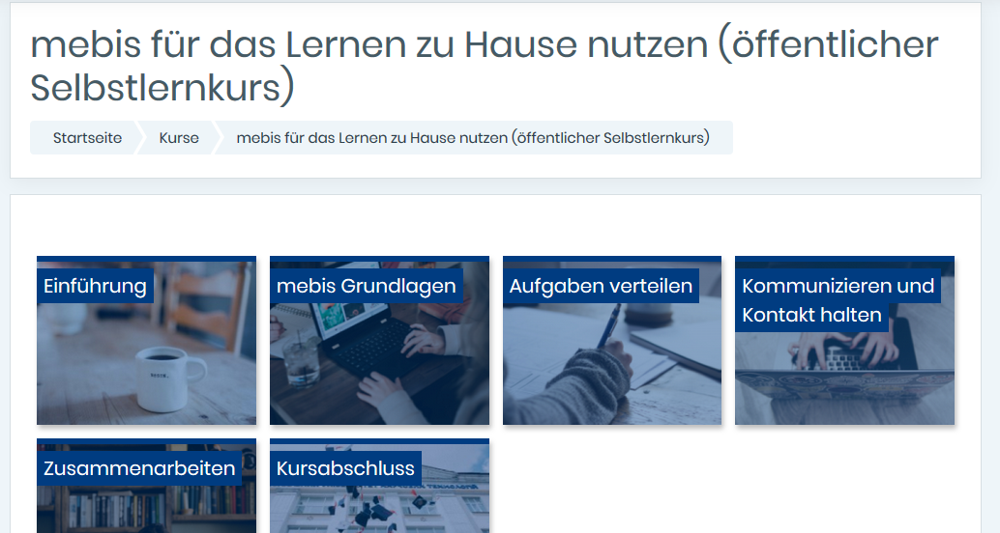 mebis für das Lernen zu Hause nutzen (öffentlicher
Selbstlernkurs)
Startseite
Kurse
mebis für das Lernen zu Hause nutzen (öffentlicher Selbstlernkurs)
Einführung
mebis Grundlagen
Aufgaben verteilen
Kommunizieren und
Kontakt halten
Zusammenarbeiten
Kursabschluss